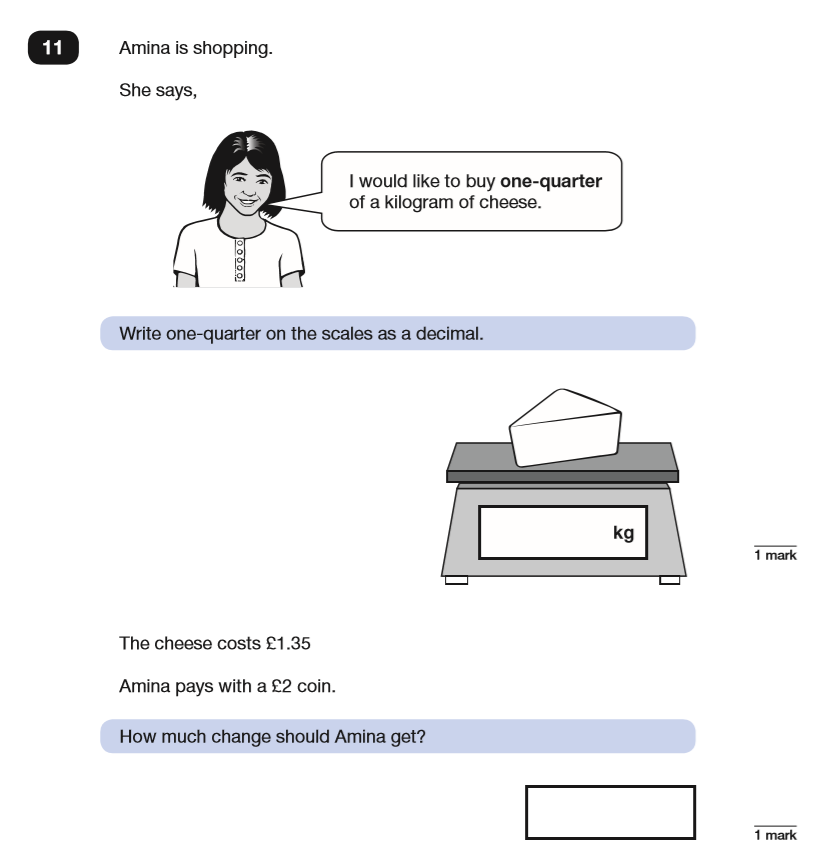 11
Amina is shopping.
She says,
I would like to buy one-quarter
of a kilogram of cheese.
Write one-quarter on the scales as a decimal.
kg
1 mark
The cheese costs £1.35
Amina pays with a £2 coin.
How much change should Amina get?
1 mark